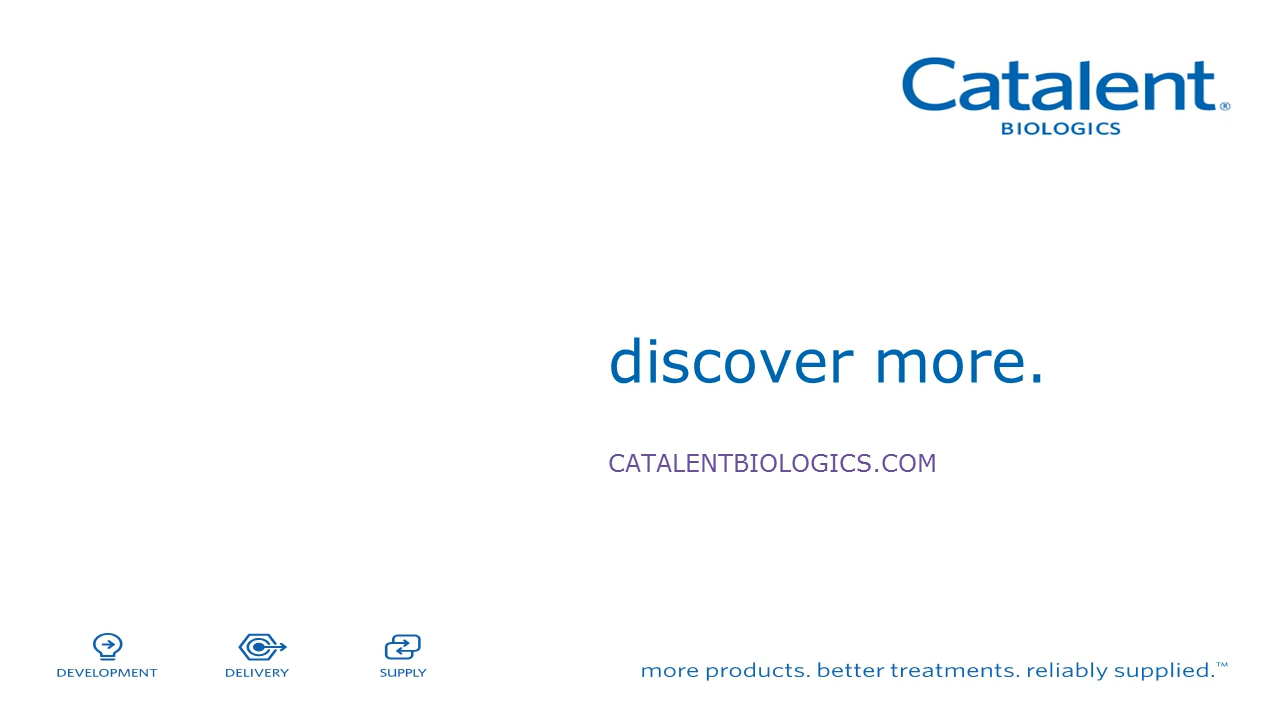 Catalent®
BIOLOGICS
discover more.
CATALENTBIOLOGICS.COM
DEVELOPMENT
DELIVERY
SUPPLY
more products. better treatments. reliably supplied.™